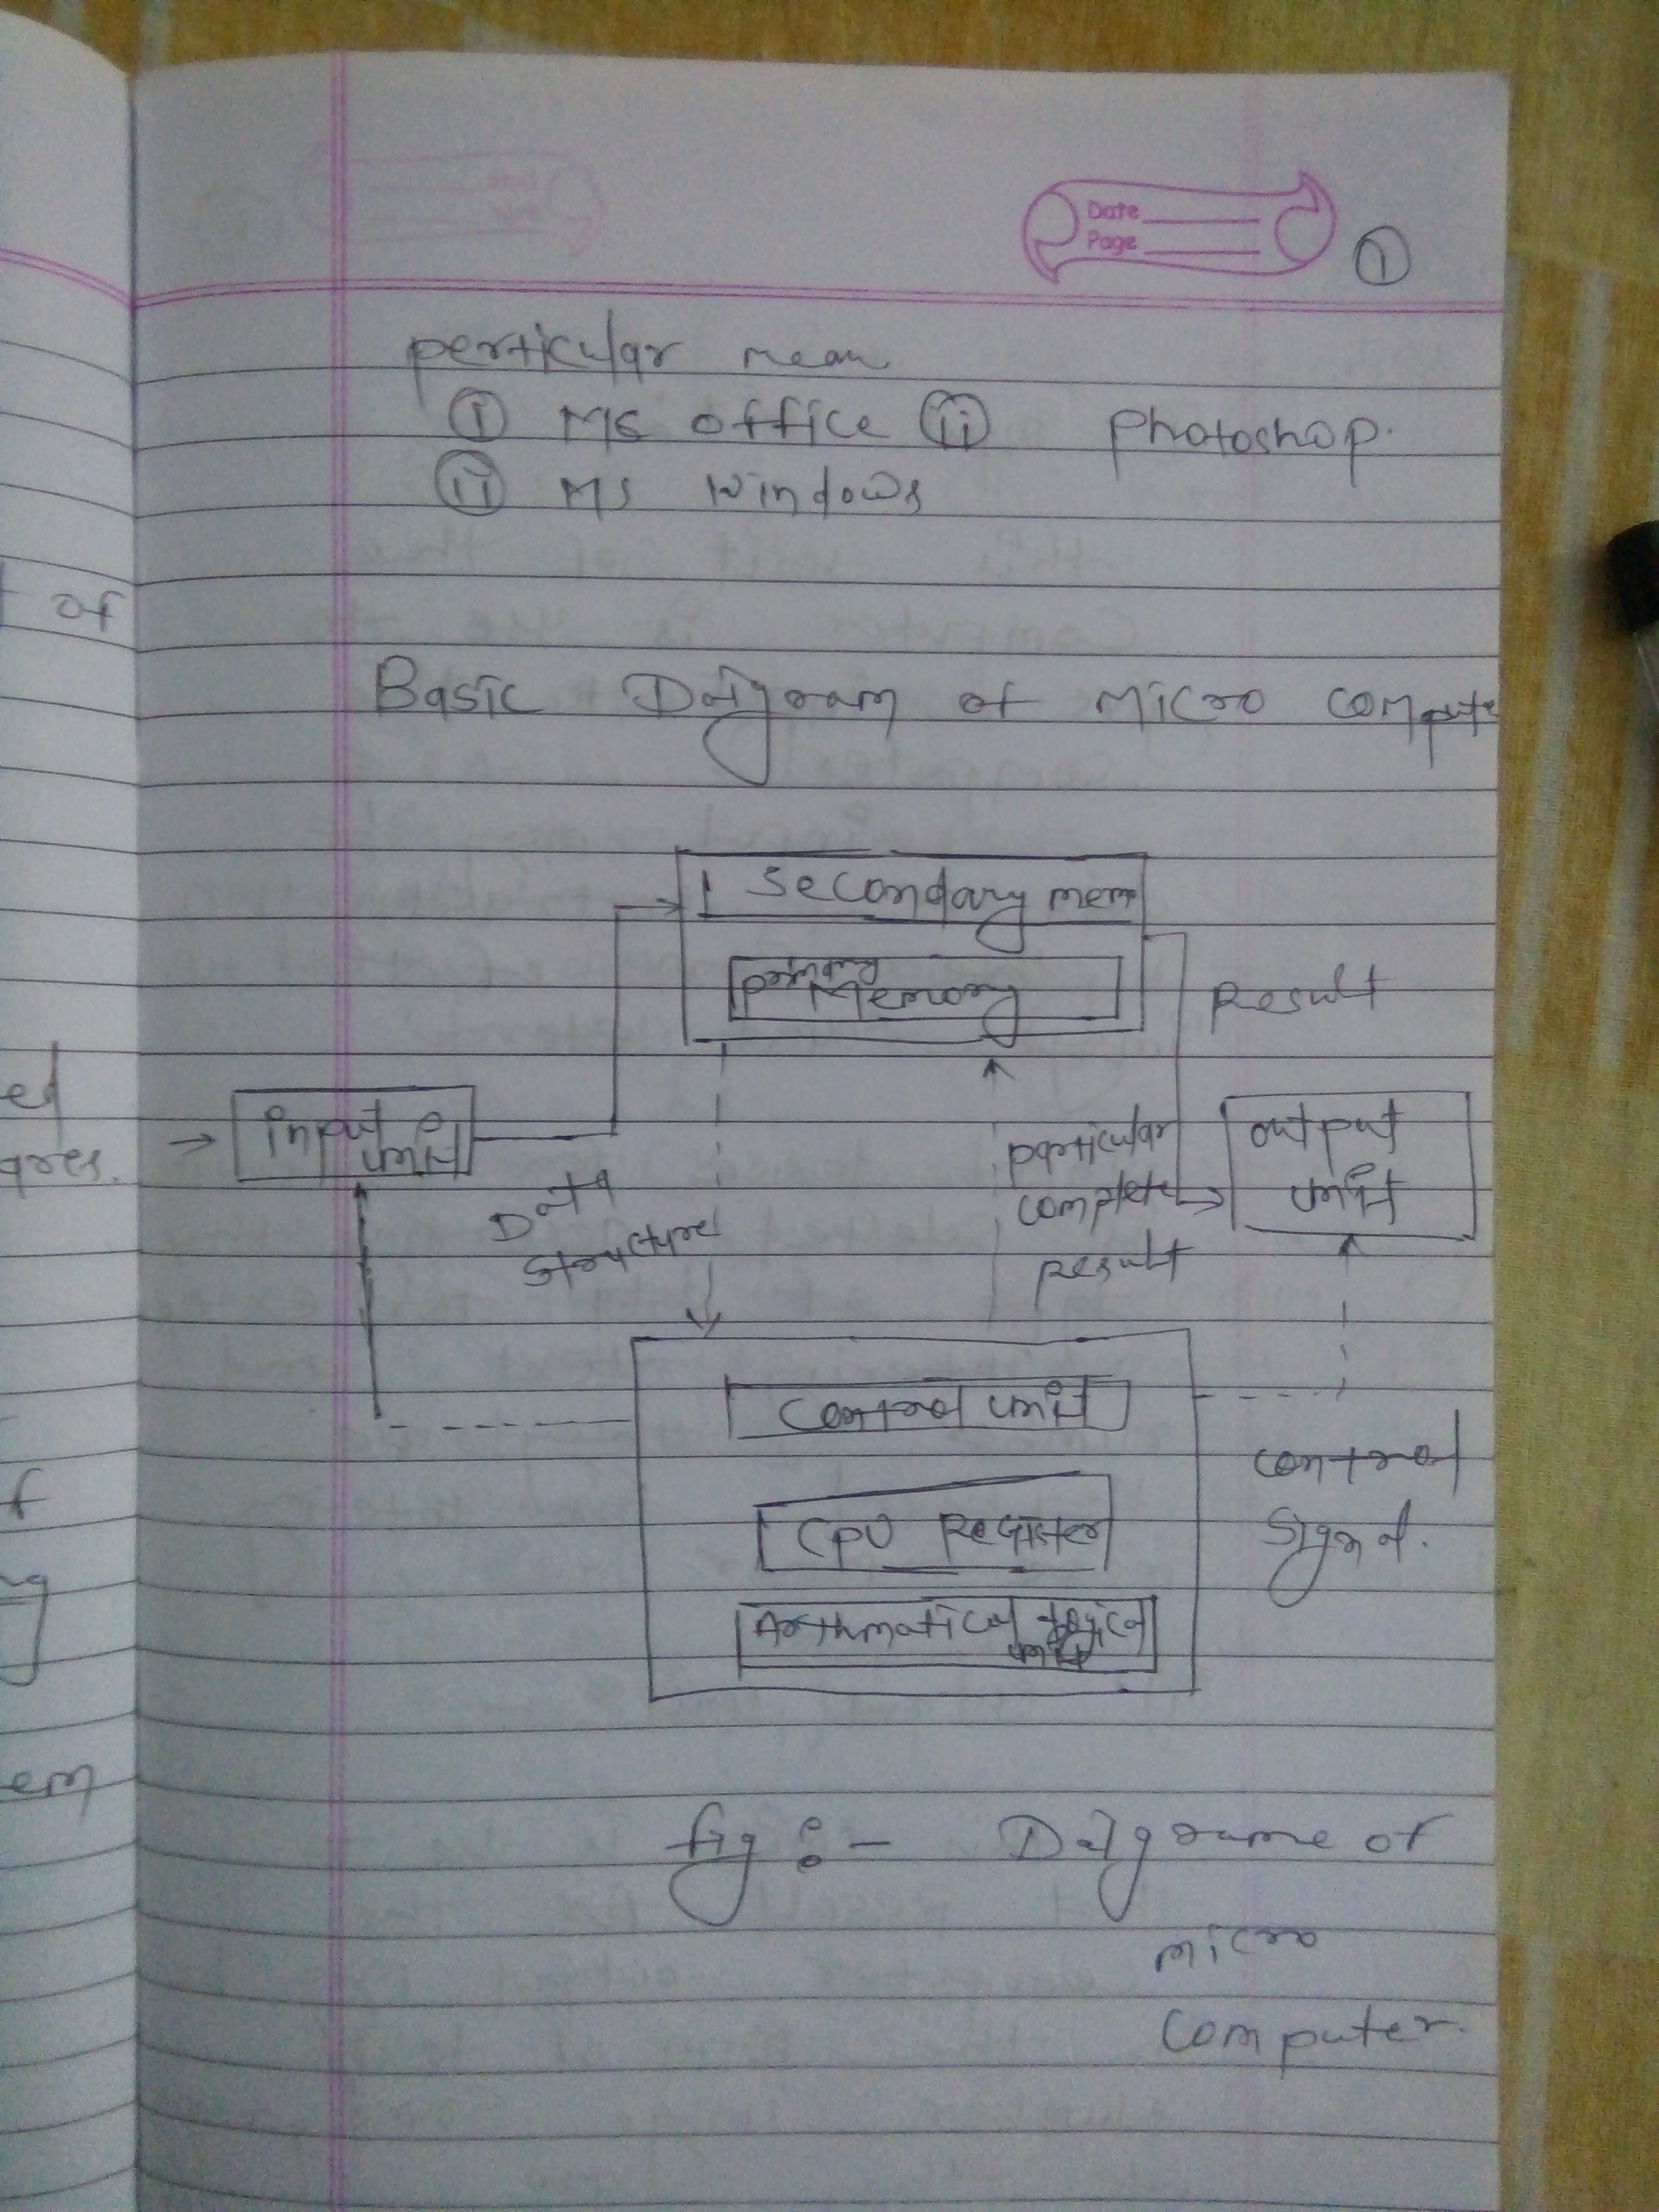 Date
Page
①
perticular mean
ⓘ MS office ⓘⓘ photoshop.
ⓘⓘ MS Windows
Basic Daigram of Micro compute
Secondary mem
primary
Memory
Result
input
unit
Data
structure
particular
complete
result
output
unit
control unit
CPU Register
Arthmatical logical
unit
control
signal.
fig :- Daigrame of
micro
computer.
t of
ed
ares.
f
ng
em